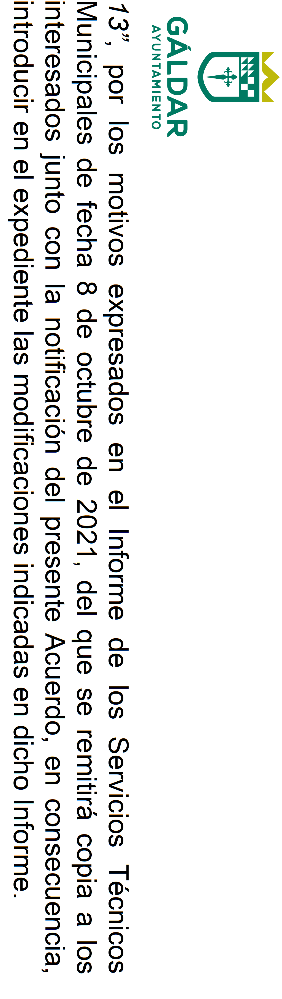 GÁLDAR
AYUNTAMIENTO
13”, por los motivos expresados en el Informe de los Servicios Técnicos
Municipales de fecha 8 de octubre de 2021, del que se remitirá copia a los
interesados junto con la notificación del presente Acuerdo, en consecuencia,
introducir en el expediente las modificaciones indicadas en dicho Informe.